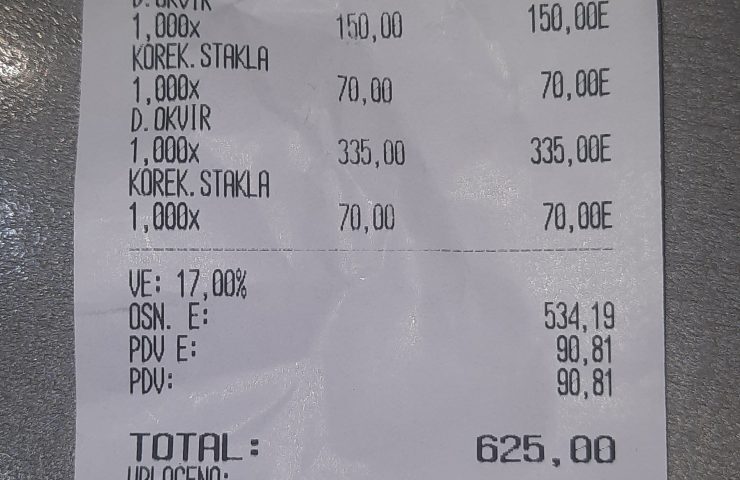 D. OKVIR
1,000x 150,00 150,00E
KOREK. STAKLA
1,000x 70,00 70,00E
D. OKVIR
1,000x 335,00 335,00E
KOREK. STAKLA
1,000x 70,00 70,00E
VE: 17,00%
OSN. E: 534,19
PDV E: 90,81
PDV: 90,81
TOTAL: 625,00
UPLAĆENO: